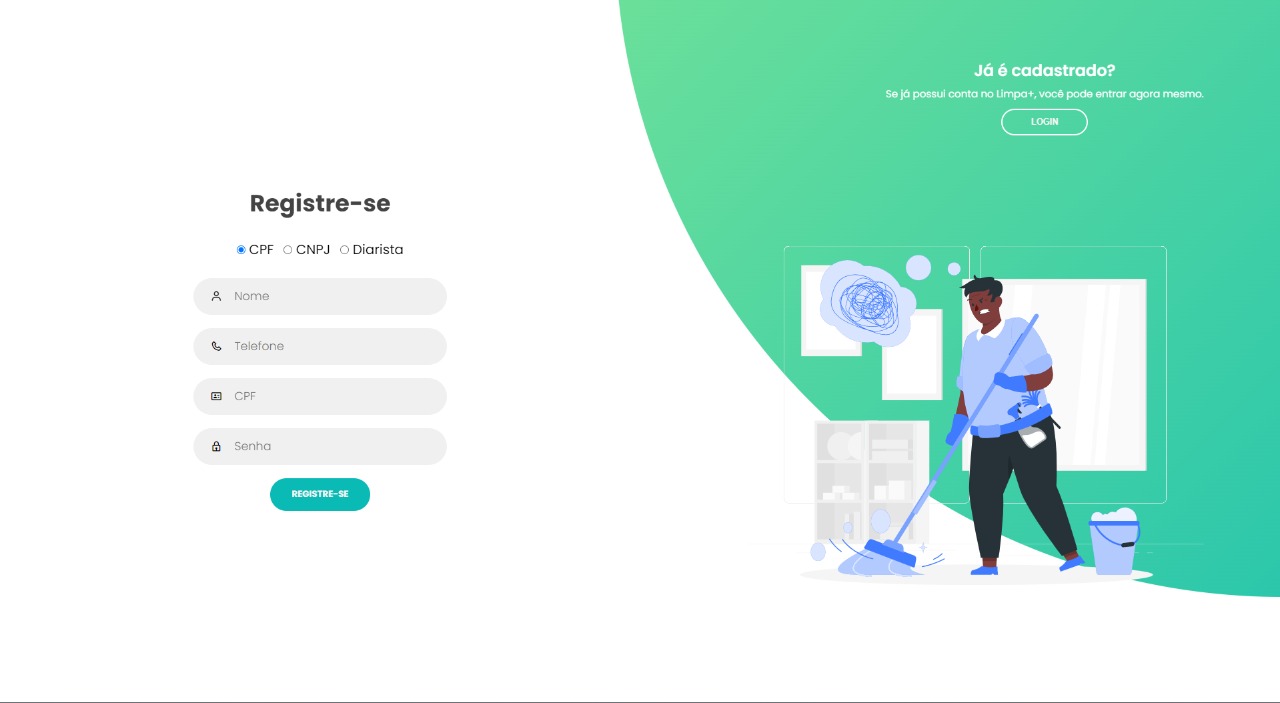 Registre-se
CPF CNPJ Diarista
Nome
Telefone
CPF
Senha
REGISTRE-SE
Já é cadastrado?
Se já possui conta no Limpa+, você pode entrar agora mesmo.
LOGIN